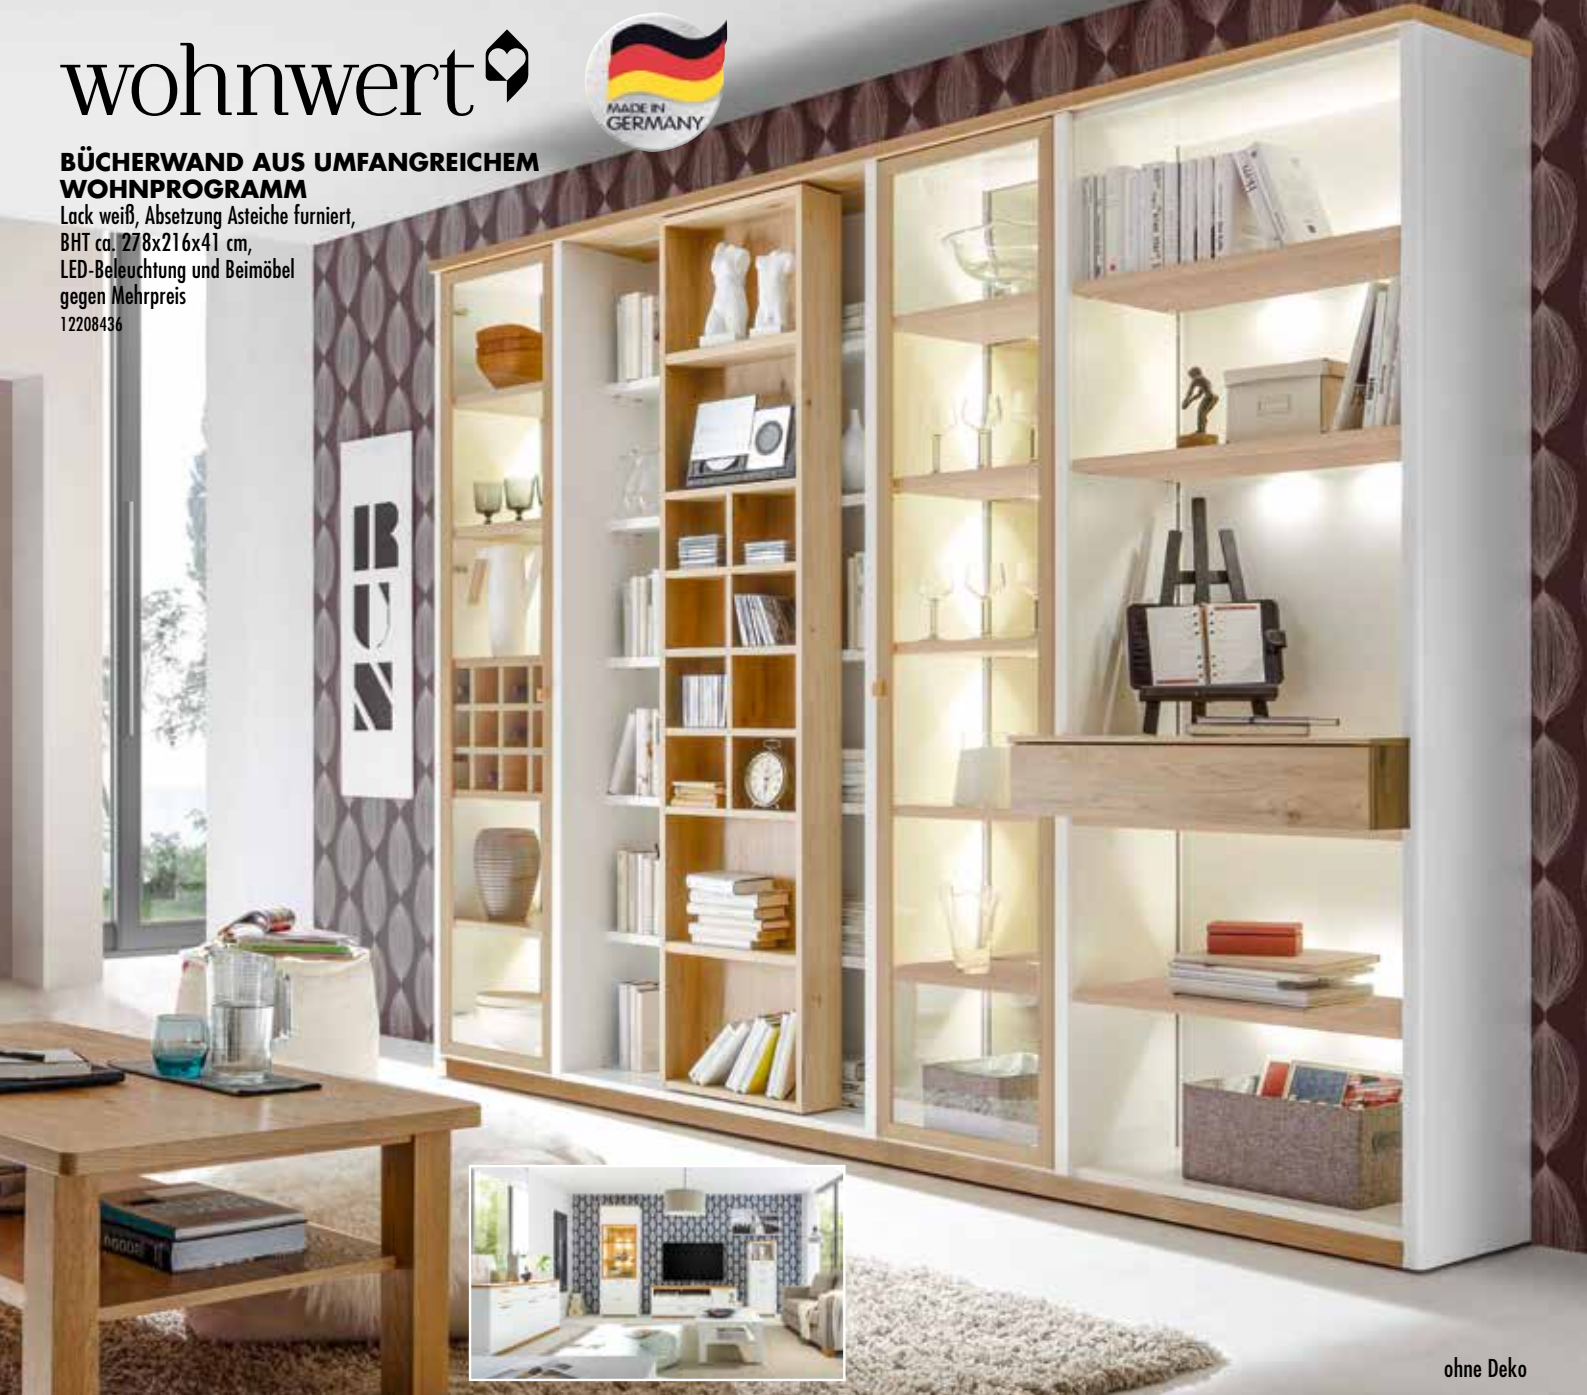 wohnwert
MADE IN
GERMANY
BÜCHERWAND AUS UMFANGREICHEM
WOHNPROGRAMM
Lack weiß, Absetzung Asteiche furniert,
BHT ca. 278x216x41 cm,
LED-Beleuchtung und Beimöbel
gegen Mehrpreis
12208436
R
U
N
ohne Deko